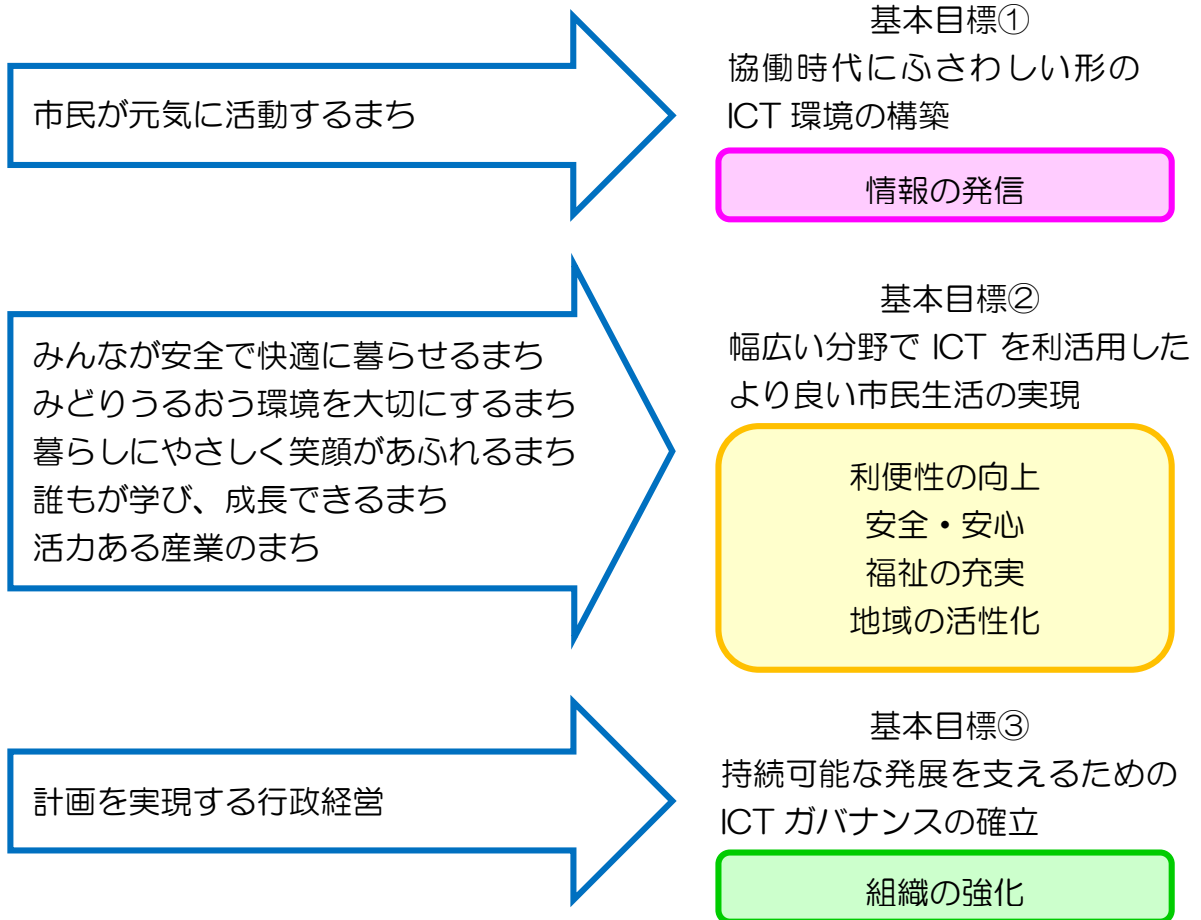 市民が元気に活動するまち
基本目標①
協働時代にふさわしい形の
ICT 環境の構築
情報の発信
みんなが安全で快適に暮らせるまち
みどりうるおう環境を大切にするまち
暮らしにやさしく笑顔があふれるまち
誰もが学び、成長できるまち
活力ある産業のまち
基本目標②
幅広い分野で ICT を利活用した
より良い市民生活の実現
利便性の向上
安全・安心
福祉の充実
地域の活性化
計画を実現する行政経営
基本目標③
持続可能な発展を支えるための
ICT ガバナンスの確立
組織の強化